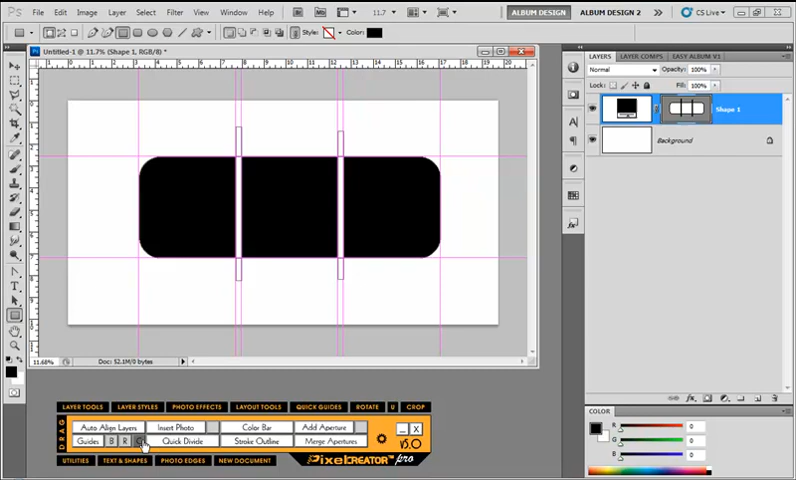 PS File Edit Image Layer Select Filter Analysis View Window Help 11.7 ALBUM DESIGN ALBUM DESIGN 2 CS Live
Style: Color:
Untitled-1 @ 11.7% (Shape 1, RGB/8) *
LAYERS LAYER COMPS EASY ALBUM V1
Normal Opacity: 100%
Lock: Fill: 100%
Shape 1
Background
11.68% Doc: 52.1M/0 bytes
LAYER TOOLS LAYER STYLES PHOTO EFFECTS LAYOUT TOOLS QUICK GUIDES ROTATE U CROP
DRAG
Auto Align Layers Insert Photo Color Bar Add Aperture _ X
Guides B R Quick Divide Stroke Outline Merge Apertures V5.0
UTILITIES TEXT & SHAPES PHOTO EDITS NEW DOCUMENT PIXELCREATOR pro
COLOR
R 0
G 0
B 0